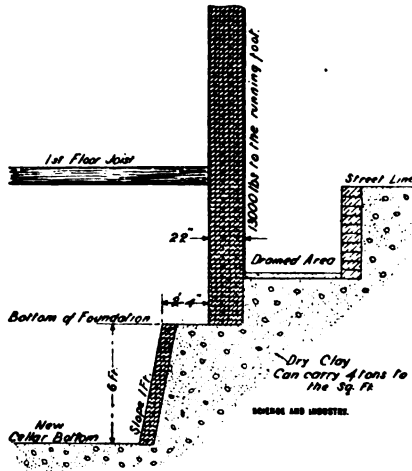 13000 lbs to the running foot.
1st Floor Joist
Street Line
22"
Drained Area
2'-4"
Bottom of Foundation
6 Ft.
Slope 1 Ft.
Dry Clay
Can carry 4 tons to
the Sq. Ft.
SCIENCE AND INDUSTRY.
New
Cellar Bottom